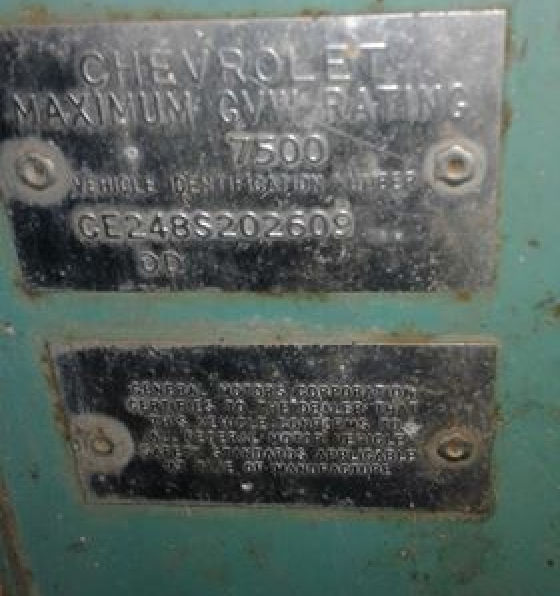 CHEVROLET
MAXIMUM GVW RATING
7500
VEHICLE IDENTIFICATION NUMBER
CE248S202609
DD
GENERAL MOTORS CORPORATION
CERTIFIES TO THE DEALER THAT
THIS VEHICLE CONFORMS TO
ALL FEDERAL MOTOR VEHICLE
SAFETY STANDARDS APPLICABLE
AT TIME OF MANUFACTURE